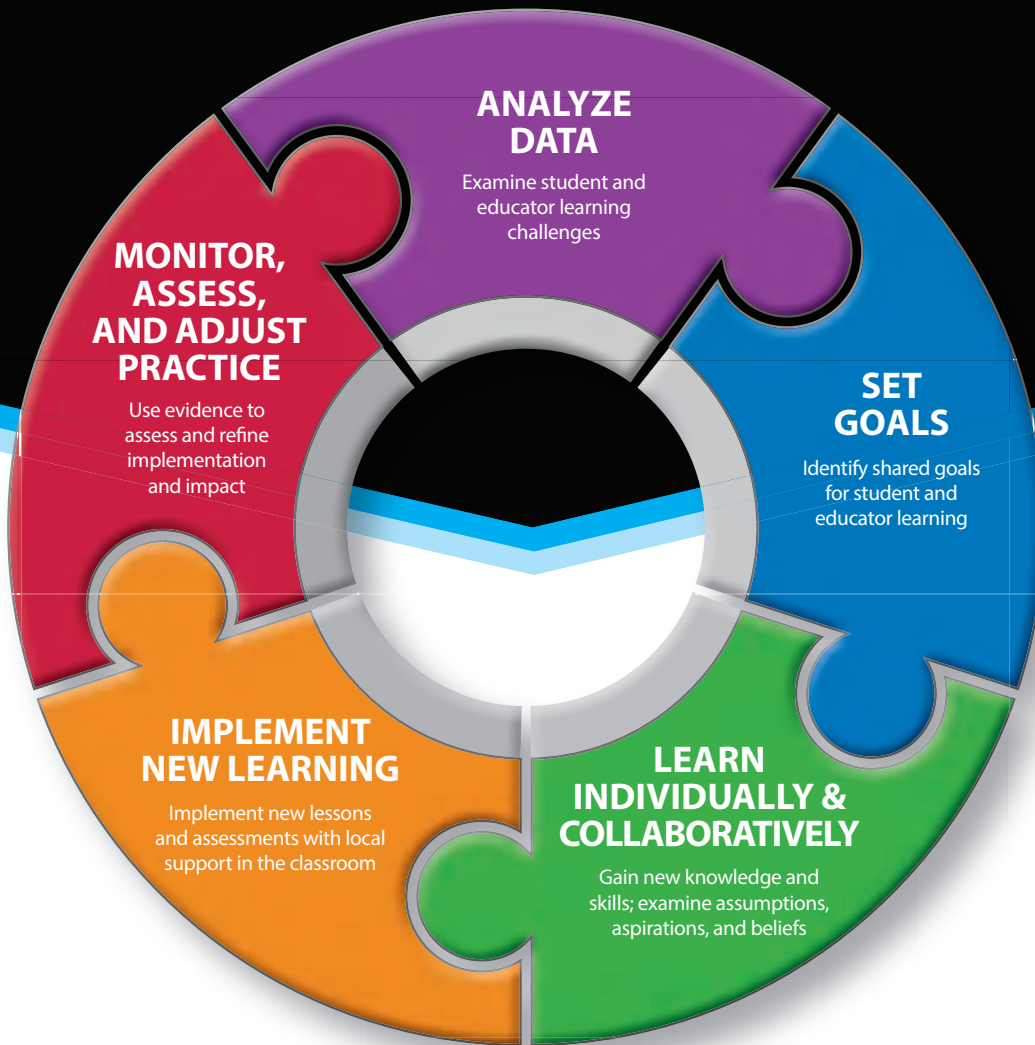 ANALYZE
DATA
Examine student and
educator learning
challenges
SET
GOALS
Identify shared goals
for student and
educator learning
LEARN
INDIVIDUALLY &
COLLABORATIVELY
Gain new knowledge and
skills; examine assumptions,
aspirations, and beliefs
IMPLEMENT
NEW LEARNING
Implement new lessons
and assessments with local
support in the classroom
MONITOR,
ASSESS,
AND ADJUST
PRACTICE
Use evidence to
assess and refine
implementation
and impact